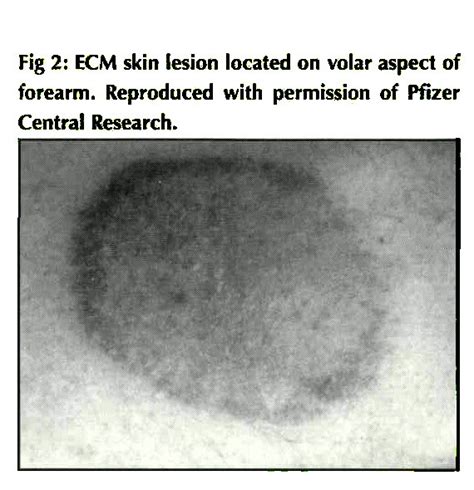 Fig 2: ECM skin lesion located on volar aspect of
forearm. Reproduced with permission of Pfizer
Central Research.